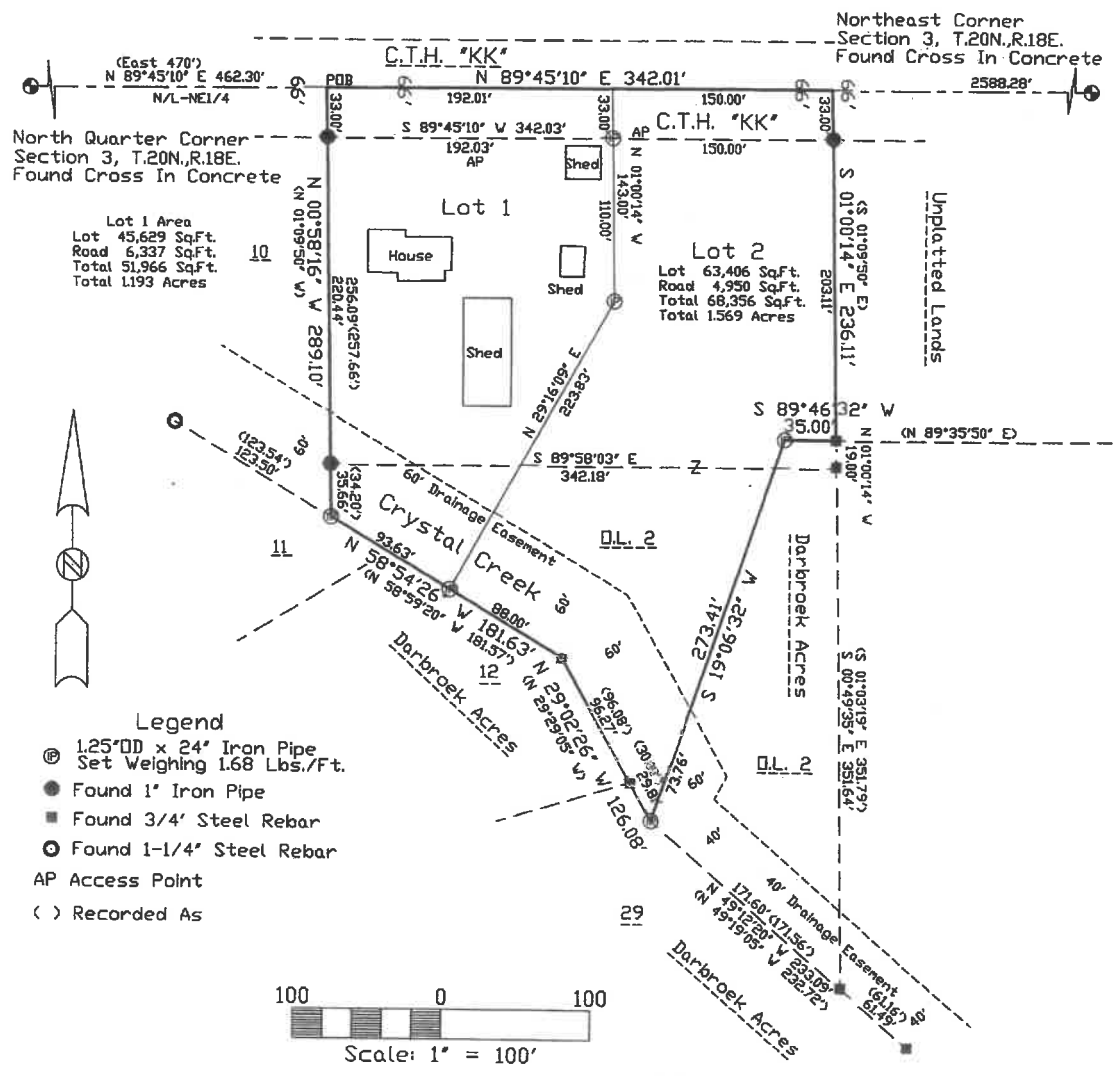 Northeast Corner
Section 3, T.20N.,R.18E.
Found Cross In Concrete
C.T.H. "KK"
(East 470')
N 89°45'10" E 462.30'
N/L-NE1/4
POB
N 89°45'10" E 342.01'
2588.28'
66'
66'
192.01'
150.00'
66'
66'
33.00'
33.00'
33.00'
S 89°45'10" W 342.03'
192.03'
AP
AP
C.T.H. "KK"
150.00'
North Quarter Corner
Section 3, T.20N.,R.18E.
Found Cross In Concrete
Lot 1 Area
Lot 45,629 Sq.Ft.
Road 6,337 Sq.Ft.
Total 51,966 Sq.Ft.
Total 1.193 Acres
10
N 00°58'16" W 289.10'
(N 01°09'50" W)
256.09'(257.66')
220.44'
Lot 1
House
Shed
Shed
Shed
N 01°00'14" W
143.00'
110.00'
Lot 2
Lot 63,406 Sq.Ft.
Road 4,950 Sq.Ft.
Total 68,356 Sq.Ft.
Total 1.569 Acres
(S 01°09'50" E)
S 01°00'14" E 236.11'
203.11'
Unplatted Lands
N 29°16'09" E
223.83'
S 89°46'32" W
35.00'
(N 89°35'50" E)
N 01°00'14" W
19.00'
S 89°58'03" E
342.18'
Z
(123.54')
123.50'
60'
(34.20')
35.66'
60' Drainage Easement
Crystal Creek
O.L. 2
11
93.63'
88.00'
N 58°54'26" W 181.63'
(N 58°59'20" W 181.57')
60'
60'
12
Darbroek Acres
N 29°02'26" W 126.08'
(N 29°29'05" W)
(96.08')
96.27'
73.76'
60'
273.41'
S 19°06'32" W
Darbroek Acres
O.L. 2
(S 01°03'19" E 351.79')
S 00°49'35" E 351.64'
Legend
1.25"OD x 24" Iron Pipe
Set Weighing 1.68 Lbs./Ft.
Found 1" Iron Pipe
Found 3/4' Steel Rebar
Found 1-1/4" Steel Rebar
AP Access Point
( ) Recorded As
40'
40' Drainage Easement
171.60'(171.56')
N 49°12'20" W 233.09'
(N 49°19'05" W 232.72')
(61.16')
61.49'
40'
29
Darbroek Acres
100 0 100
Scale: 1" = 100'